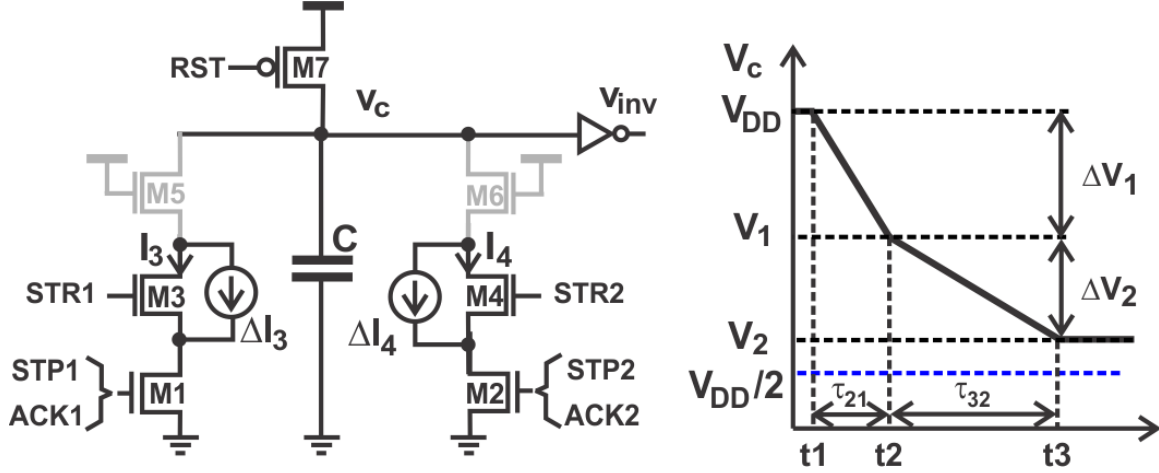 RST
M7
Vc
Vinv
M5
M6
I3
I4
C
STR1
M3
M4
STR2
ΔI3
ΔI4
STP1
ACK1
M1
M2
STP2
ACK2
Vc
VDD
ΔV1
V1
ΔV2
V2
VDD/2
τ21
τ32
t1
t2
t3